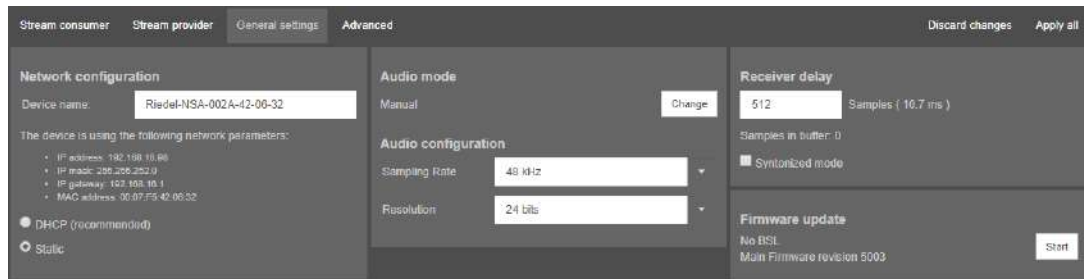 Stream consumer Stream provider General settings Advanced Discard changes Apply all
Network configuration
Device name: Riedel-NSA-002A-42-06-32
The device is using the following network parameters:
IP address: 192.168.16.96
IP mask: 255.255.252.0
IP gateway: 192.168.16.1
MAC address: 00:07:F5:42:06:32
DHCP (recommended)
Static
Audio mode
Manual Change
Audio configuration
Sampling Rate 48 kHz
Resolution 24 bits
Receiver delay
512 Samples ( 10.7 ms )
Samples in buffer: 0
Syntonized mode
Firmware update
No BSL
Main Firmware revision 5003
Start